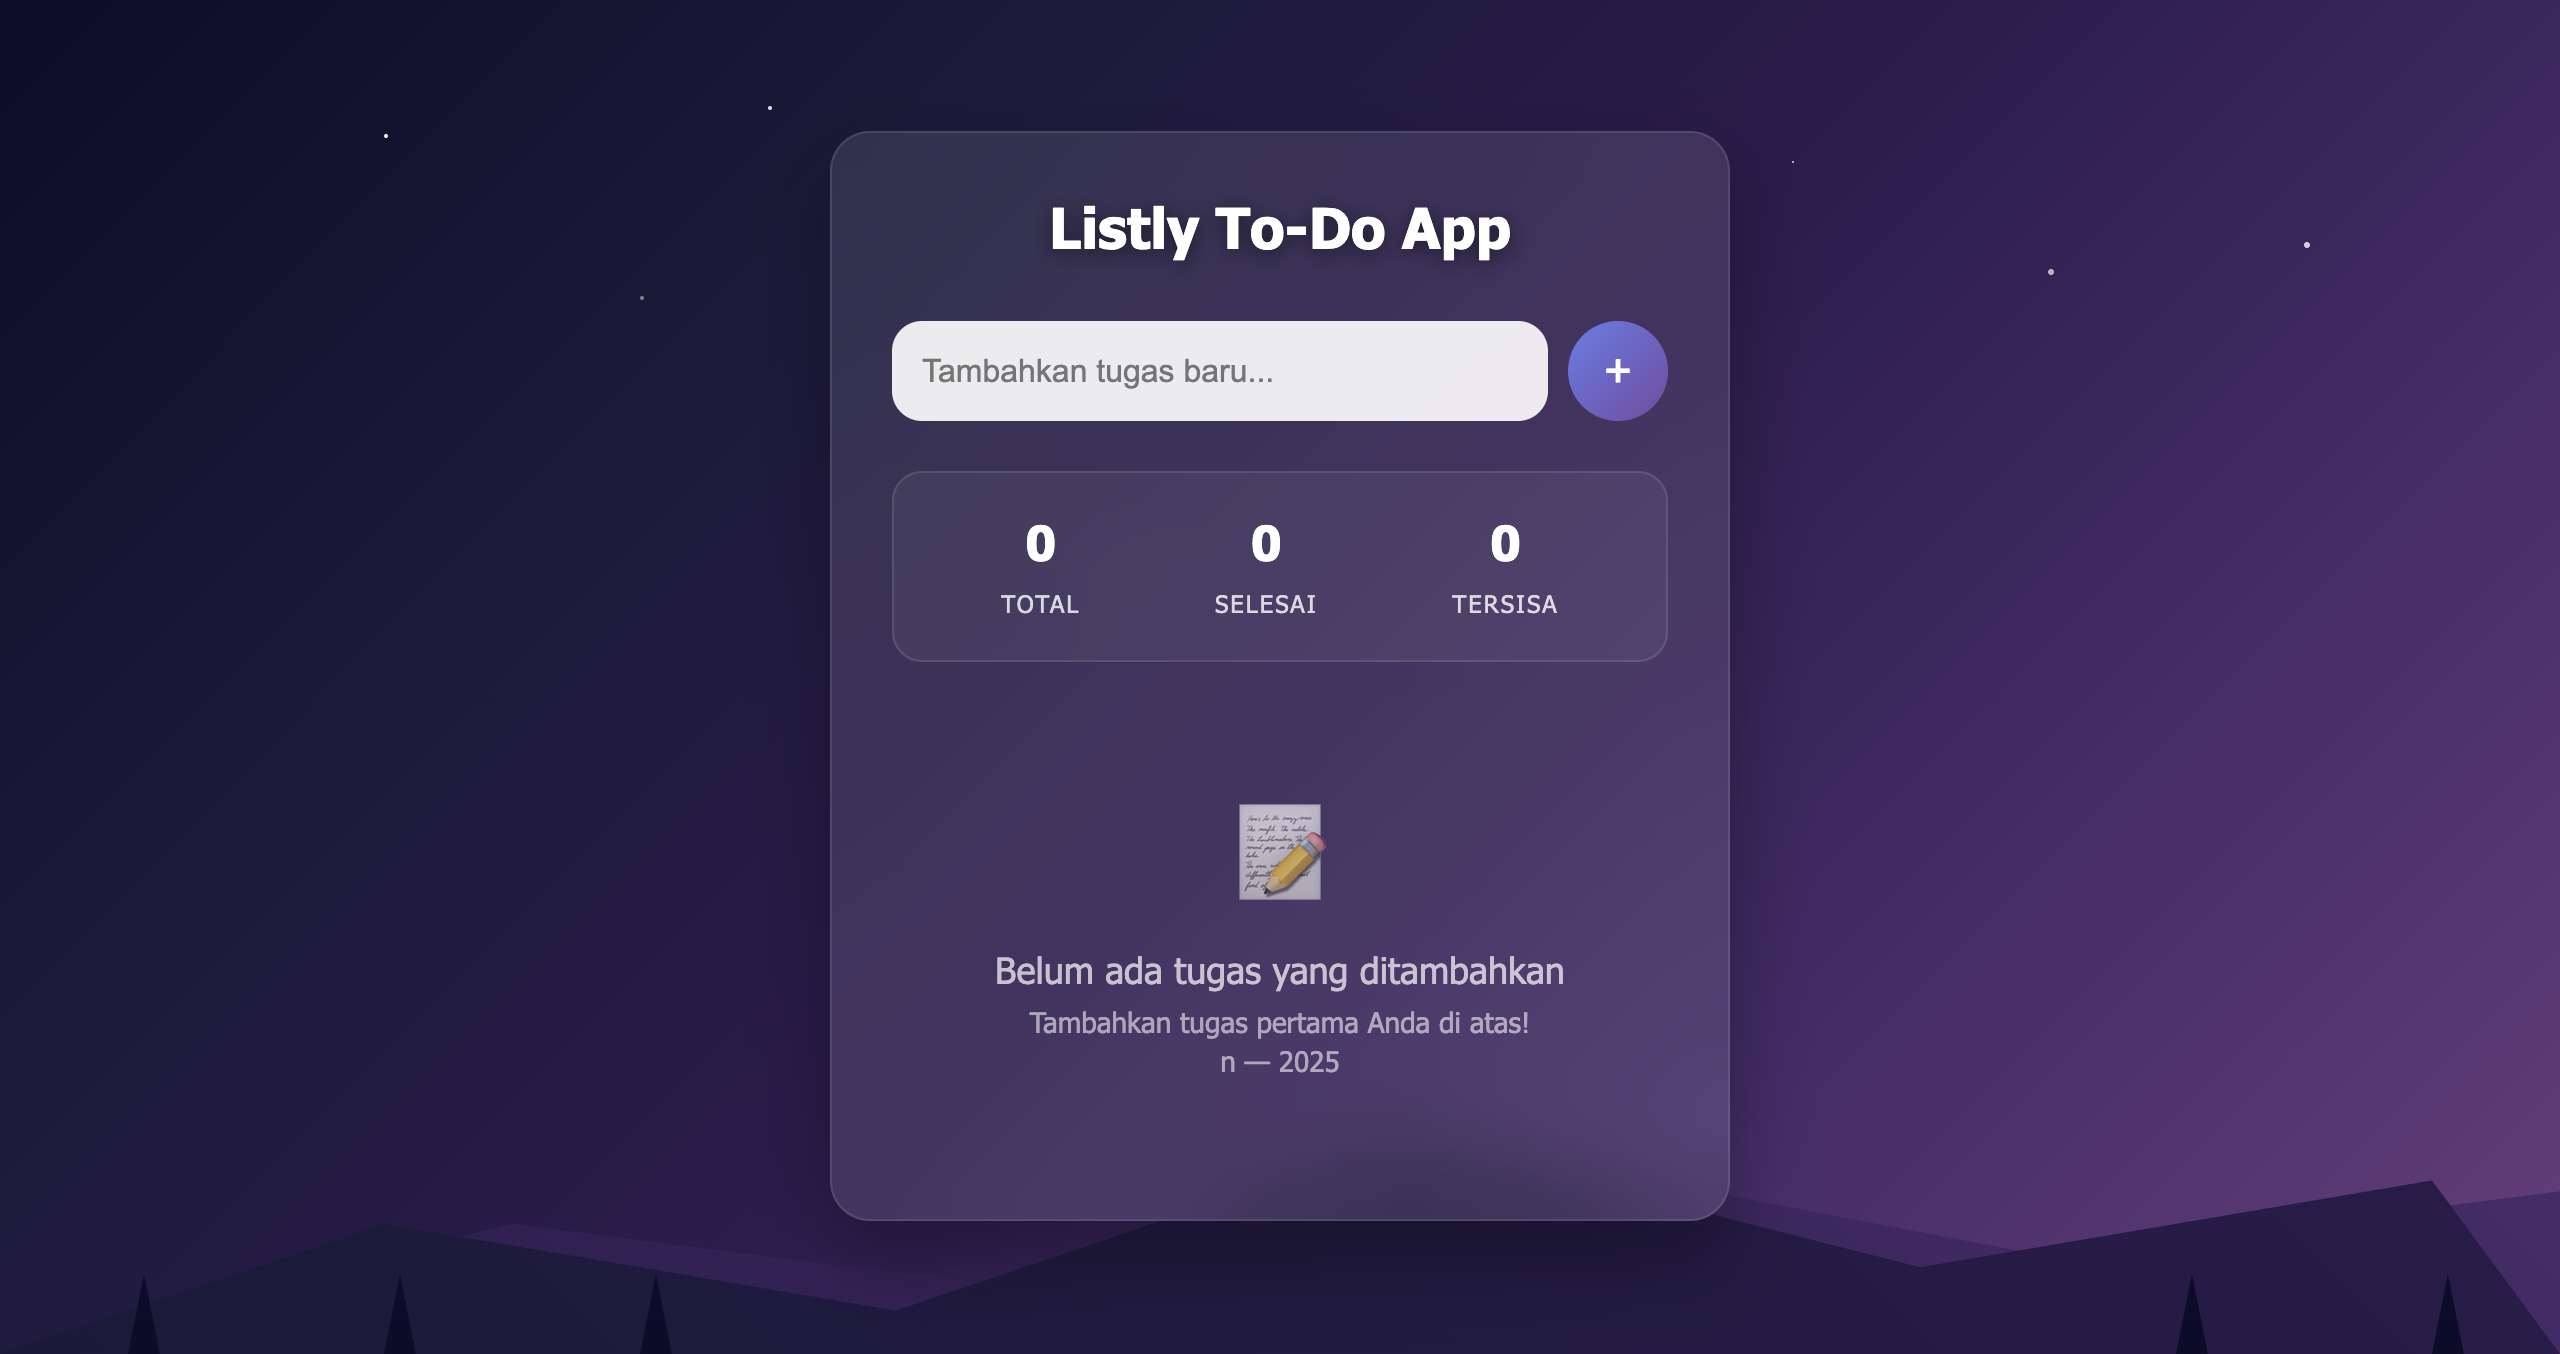 Listly To-Do App
Tambahkan tugas baru...
+
0 0 0
TOTAL SELESAI TERSISA
Belum ada tugas yang ditambahkan
Tambahkan tugas pertama Anda di atas!
n — 2025